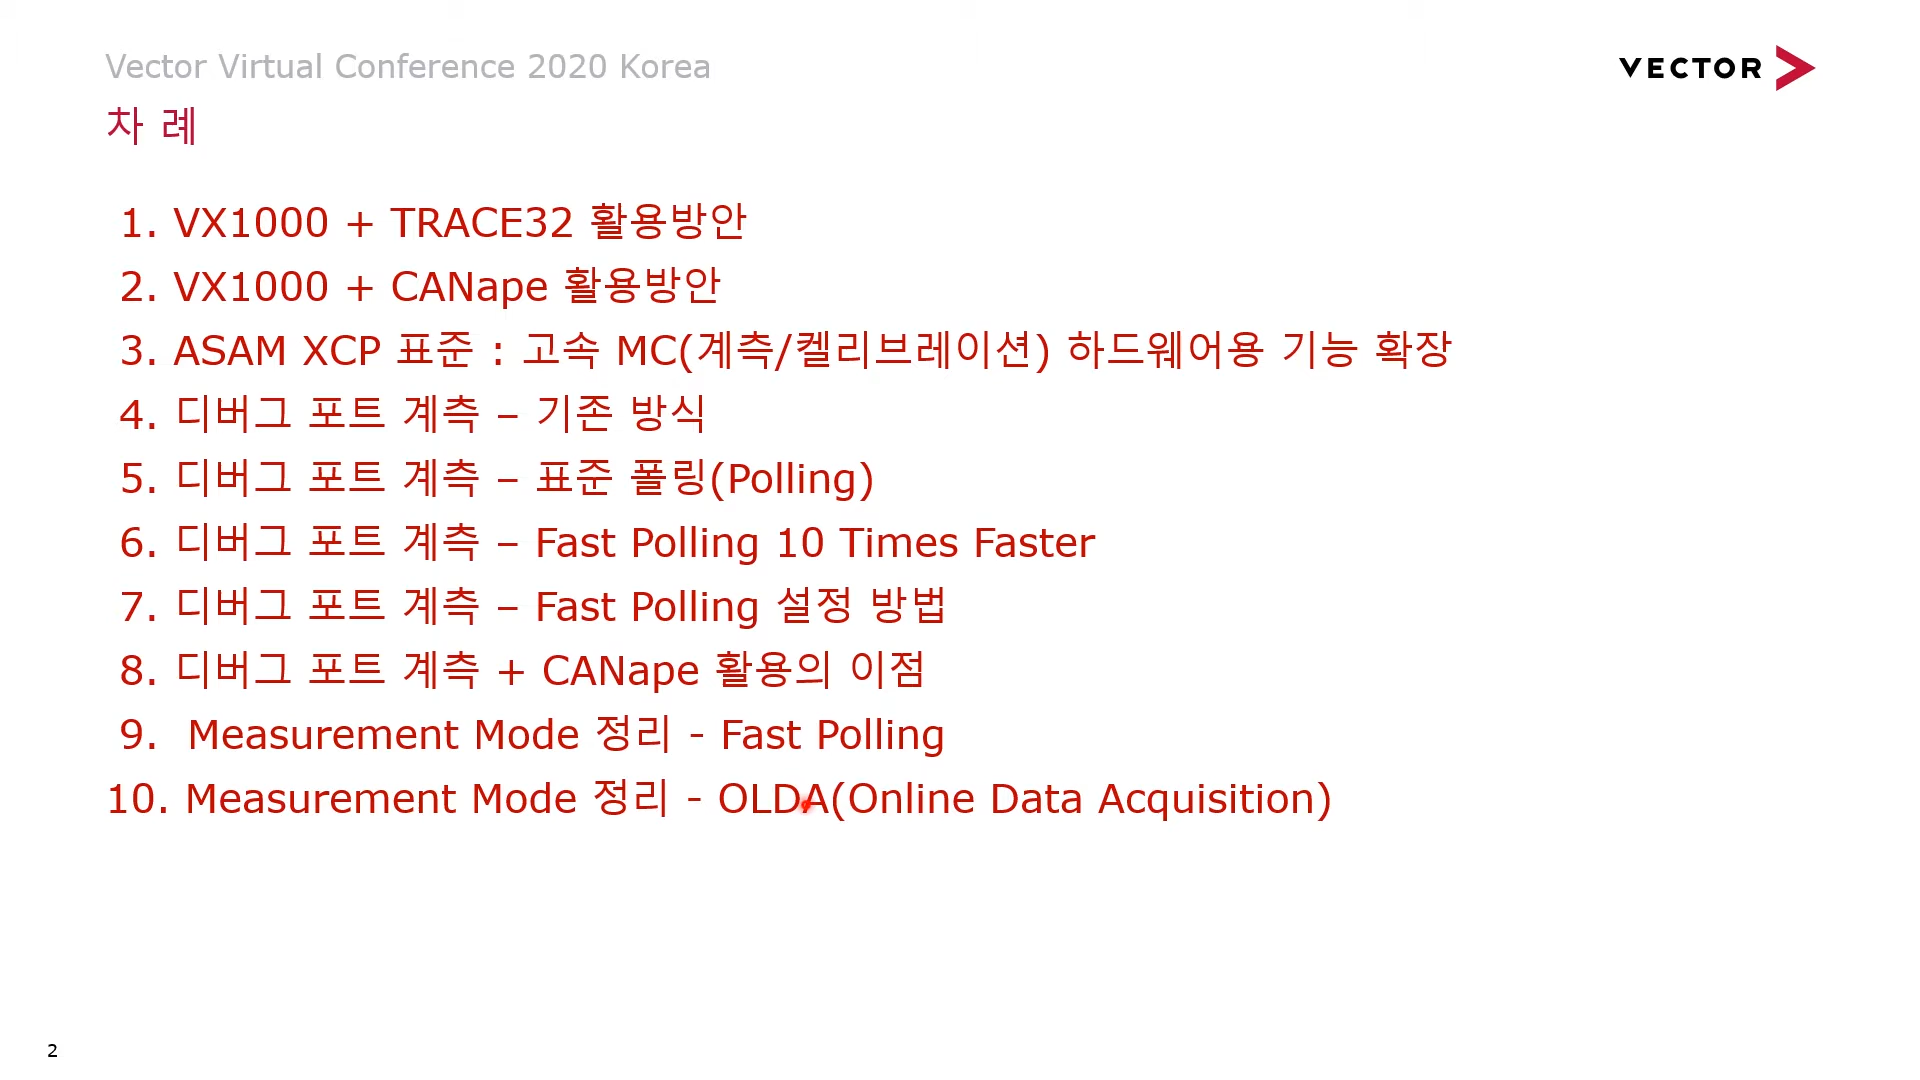 Vector Virtual Conference 2020 Korea
VECTOR
차 례
1. VX1000 + TRACE32 활용방안
2. VX1000 + CANape 활용방안
3. ASAM XCP 표준 : 고속 MC(계측/켈리브레이션) 하드웨어용 기능 확장
4. 디버그 포트 계측 – 기존 방식
5. 디버그 포트 계측 – 표준 폴링(Polling)
6. 디버그 포트 계측 – Fast Polling 10 Times Faster
7. 디버그 포트 계측 – Fast Polling 설정 방법
8. 디버그 포트 계측 + CANape 활용의 이점
9. Measurement Mode 정리 - Fast Polling
10. Measurement Mode 정리 - OLDA(Online Data Acquisition)
2